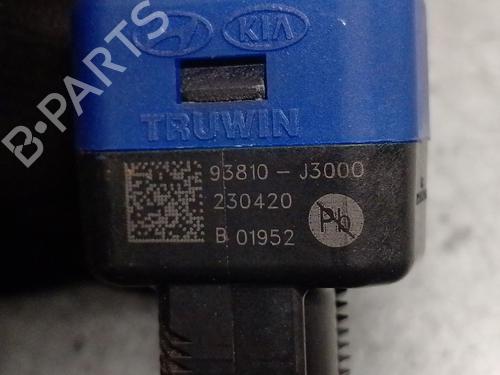 KIA
TRUWIN
93810 - J3000
230420
Pb
B 01952
B-PARTS